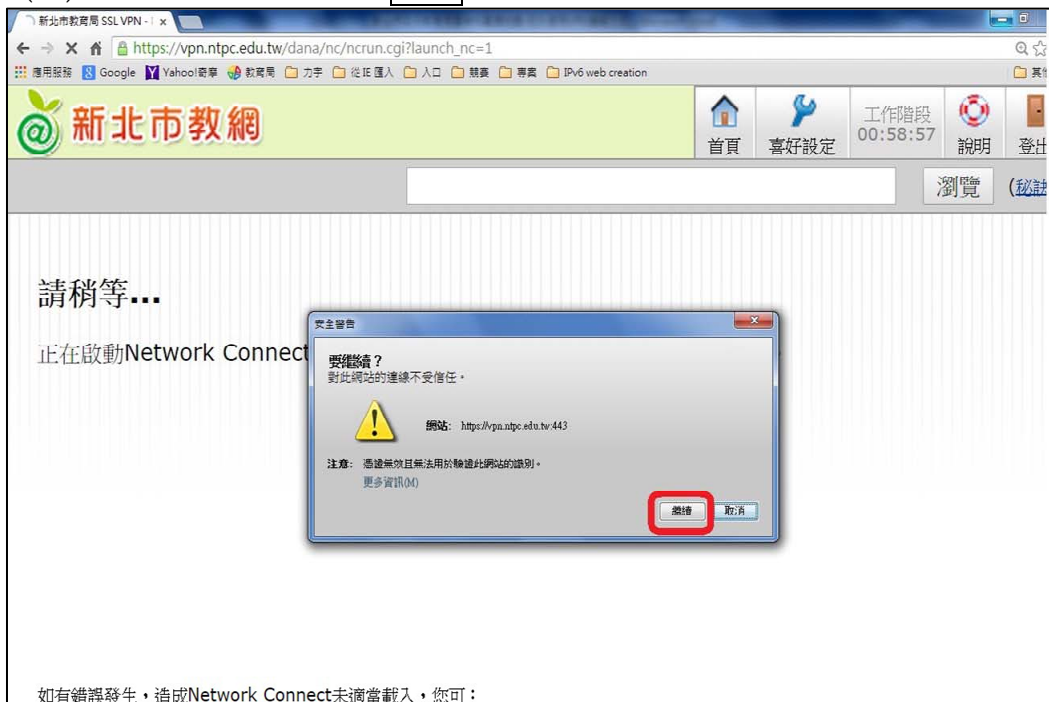 新北市教育局 SSL VPN -
https://vpn.ntpc.edu.tw/dana/nc/ncrun.cgi?launch_nc=1
應用服務 Google Yahoo!奇摩 教育局 力宇 從 IE 匯入 入口 競賽 專案 IPv6 web creation
新北市教網
首頁 喜好設定 工作階段 00:58:57 說明 登出
瀏覽 (秘訣
請稍等...
正在啟動Network Connect
安全警告
要繼續？
對此網站的連線不受信任。
網站: https://vpn.ntpc.edu.tw:443
注意: 憑證無效且無法用於驗證此網站的識別。
更多資訊(M)
繼續 取消
如有錯誤發生，造成Network Connect未適當載入，您可：